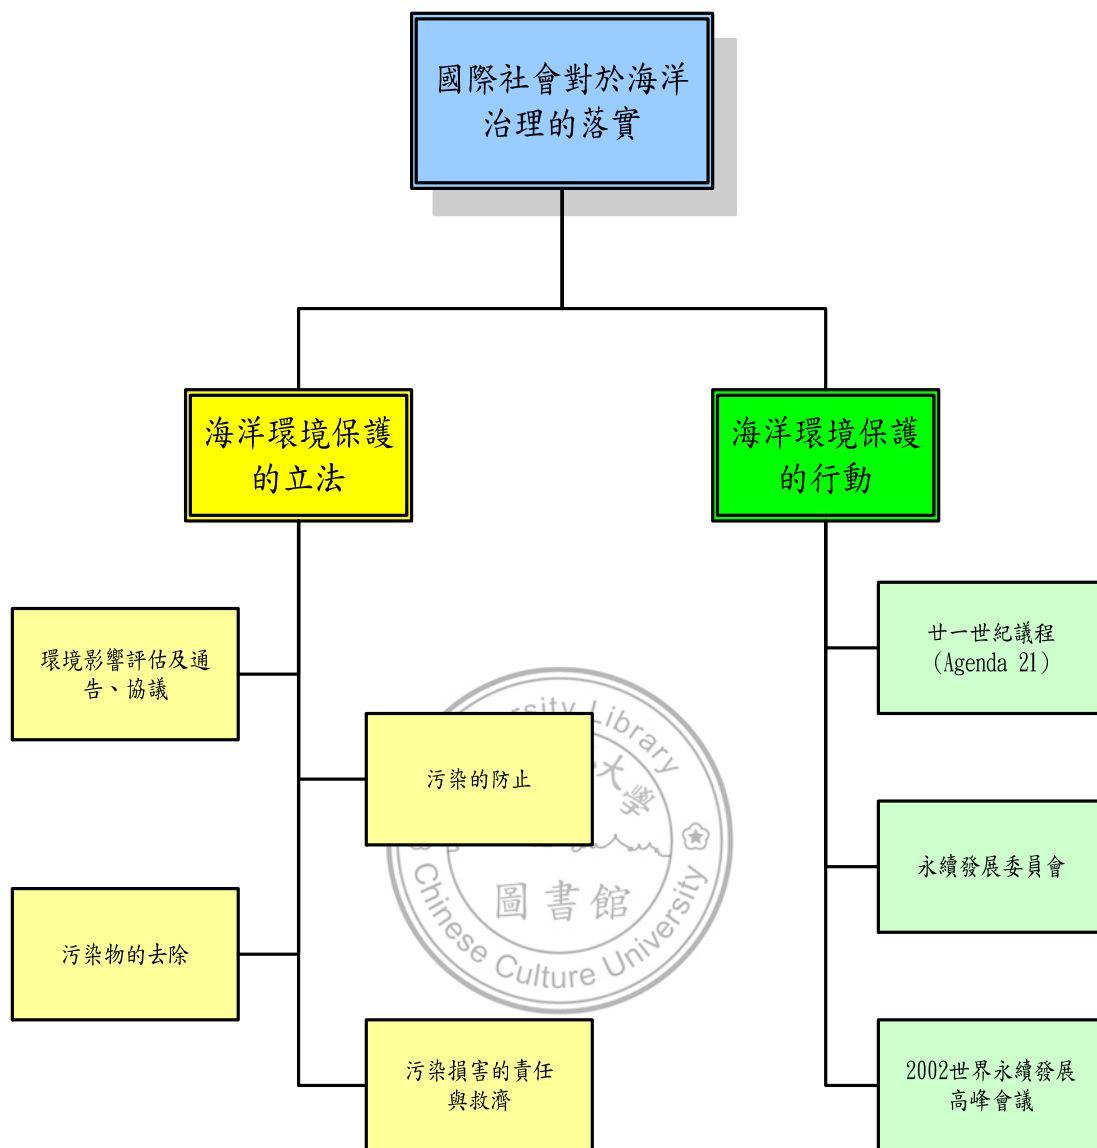 國際社會對於海洋
治理的落實
海洋環境保護
的立法
海洋環境保護
的行動
環境影響評估及通
告、協議
污染的防止
污染物的去除
污染損害的責任
與救濟
廿一世紀議程
（Agenda 21）
永續發展委員會
2002世界永續發展
高峰會議
Library
大學
圖書館
Chinese Culture University